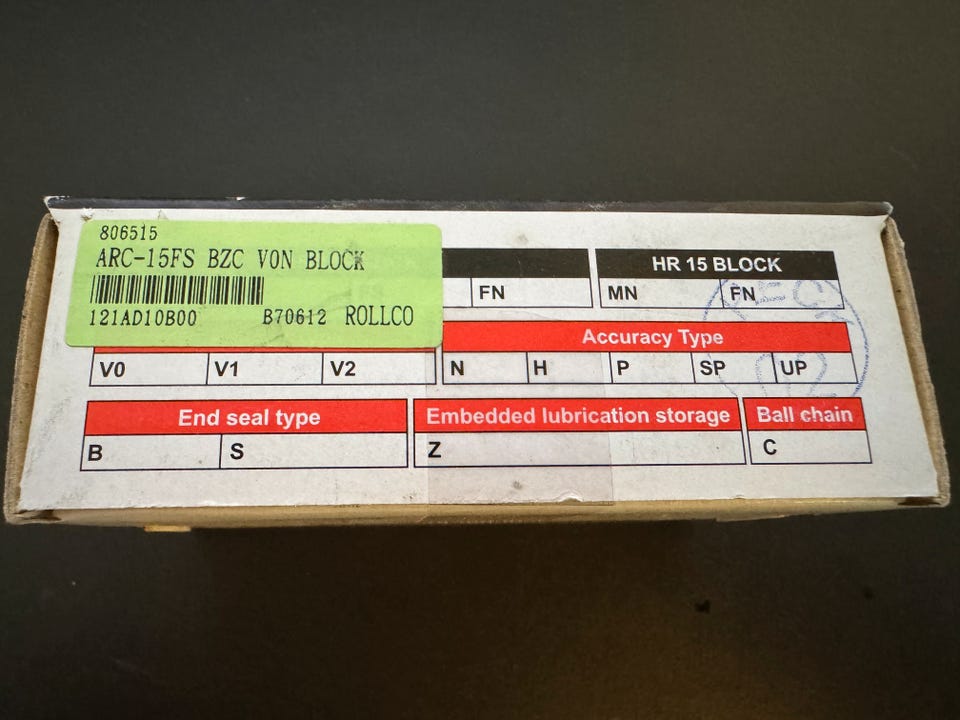 806515
ARC-15FS BZC V0N BLOCK
121AD10B00 B70612 ROLLCO
FN
HR 15 BLOCK
MN FN
Accuracy Type
V0 V1 V2 N H P SP UP
End seal type Embedded lubrication storage Ball chain
B S Z C